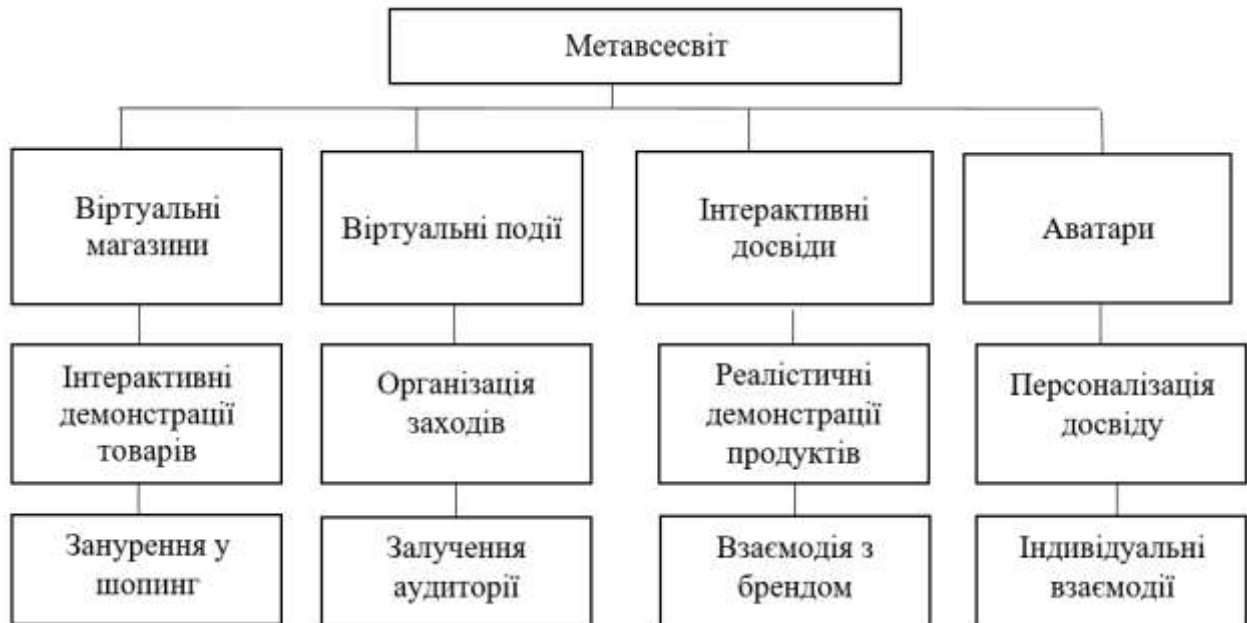 Метавсесвіт
Віртуальні
магазини
Віртуальні події
Інтерактивні
досвіди
Аватари
Інтерактивні
демонстрації
товарів
Організація
заходів
Реалістичні
демонстрації
продуктів
Персоналізація
досвіду
Занурення у
шопинг
Залучення
аудиторії
Взаємодія з
брендом
Індивідуальні
взаємодії